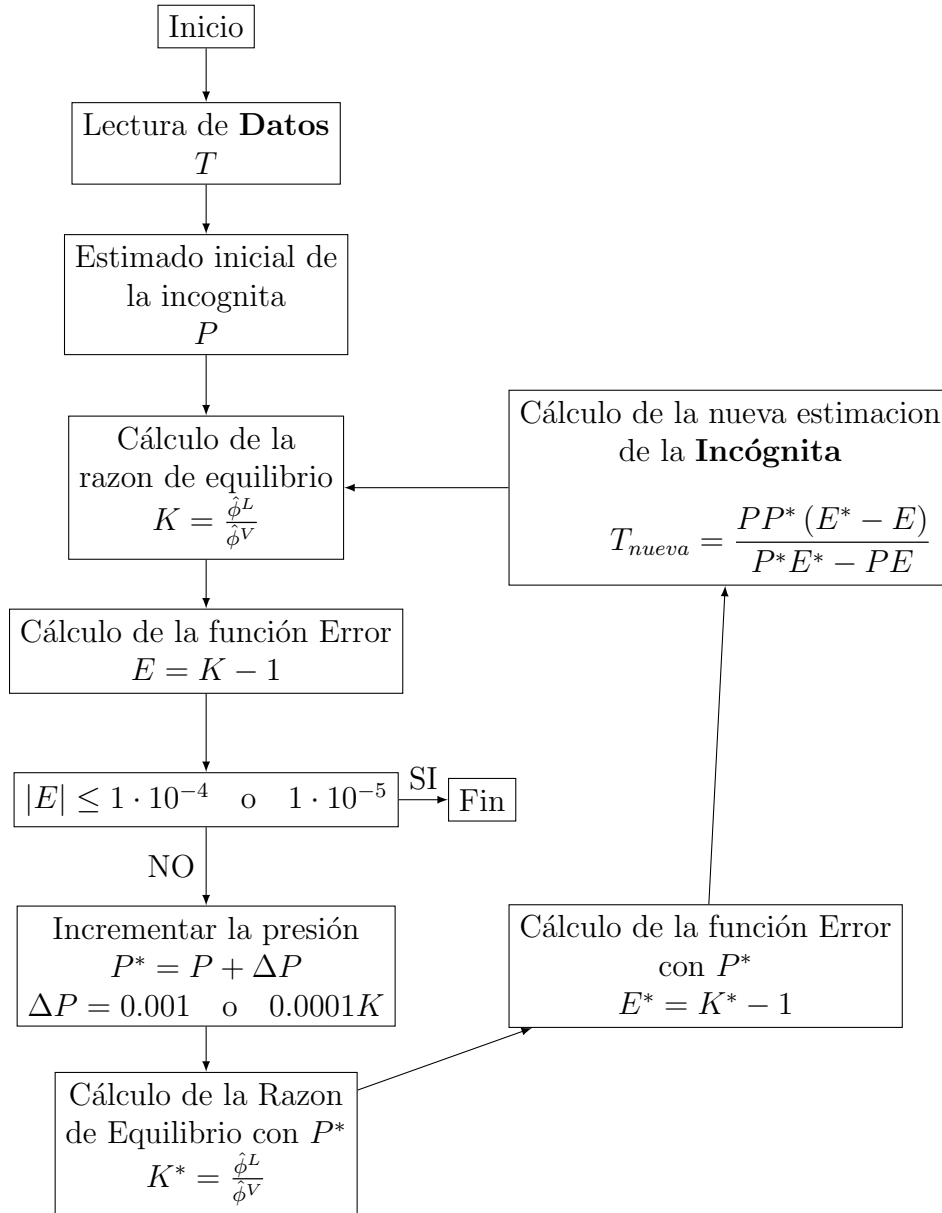 Inicio
Lectura de Datos
T
Estimado inicial de
la incognita
P
Cálculo de la
razon de equilibrio
K = \frac{\hat{\phi}^L}{\hat{\phi}^V}
Cálculo de la función Error
E = K − 1
|E| ≤ 1 · 10^{−4} o 1 · 10^{−5}
SI
Fin
NO
Incrementar la presión
P* = P + ΔP
ΔP = 0.001 o 0.0001K
Cálculo de la Razon
de Equilibrio con P*
K* = \frac{\hat{\phi}^L}{\hat{\phi}^V}
Cálculo de la función Error
con P*
E* = K* − 1
Cálculo de la nueva estimacion
de la Incógnita
T_{nueva} = \frac{PP* (E* − E)}{P*E* − PE}